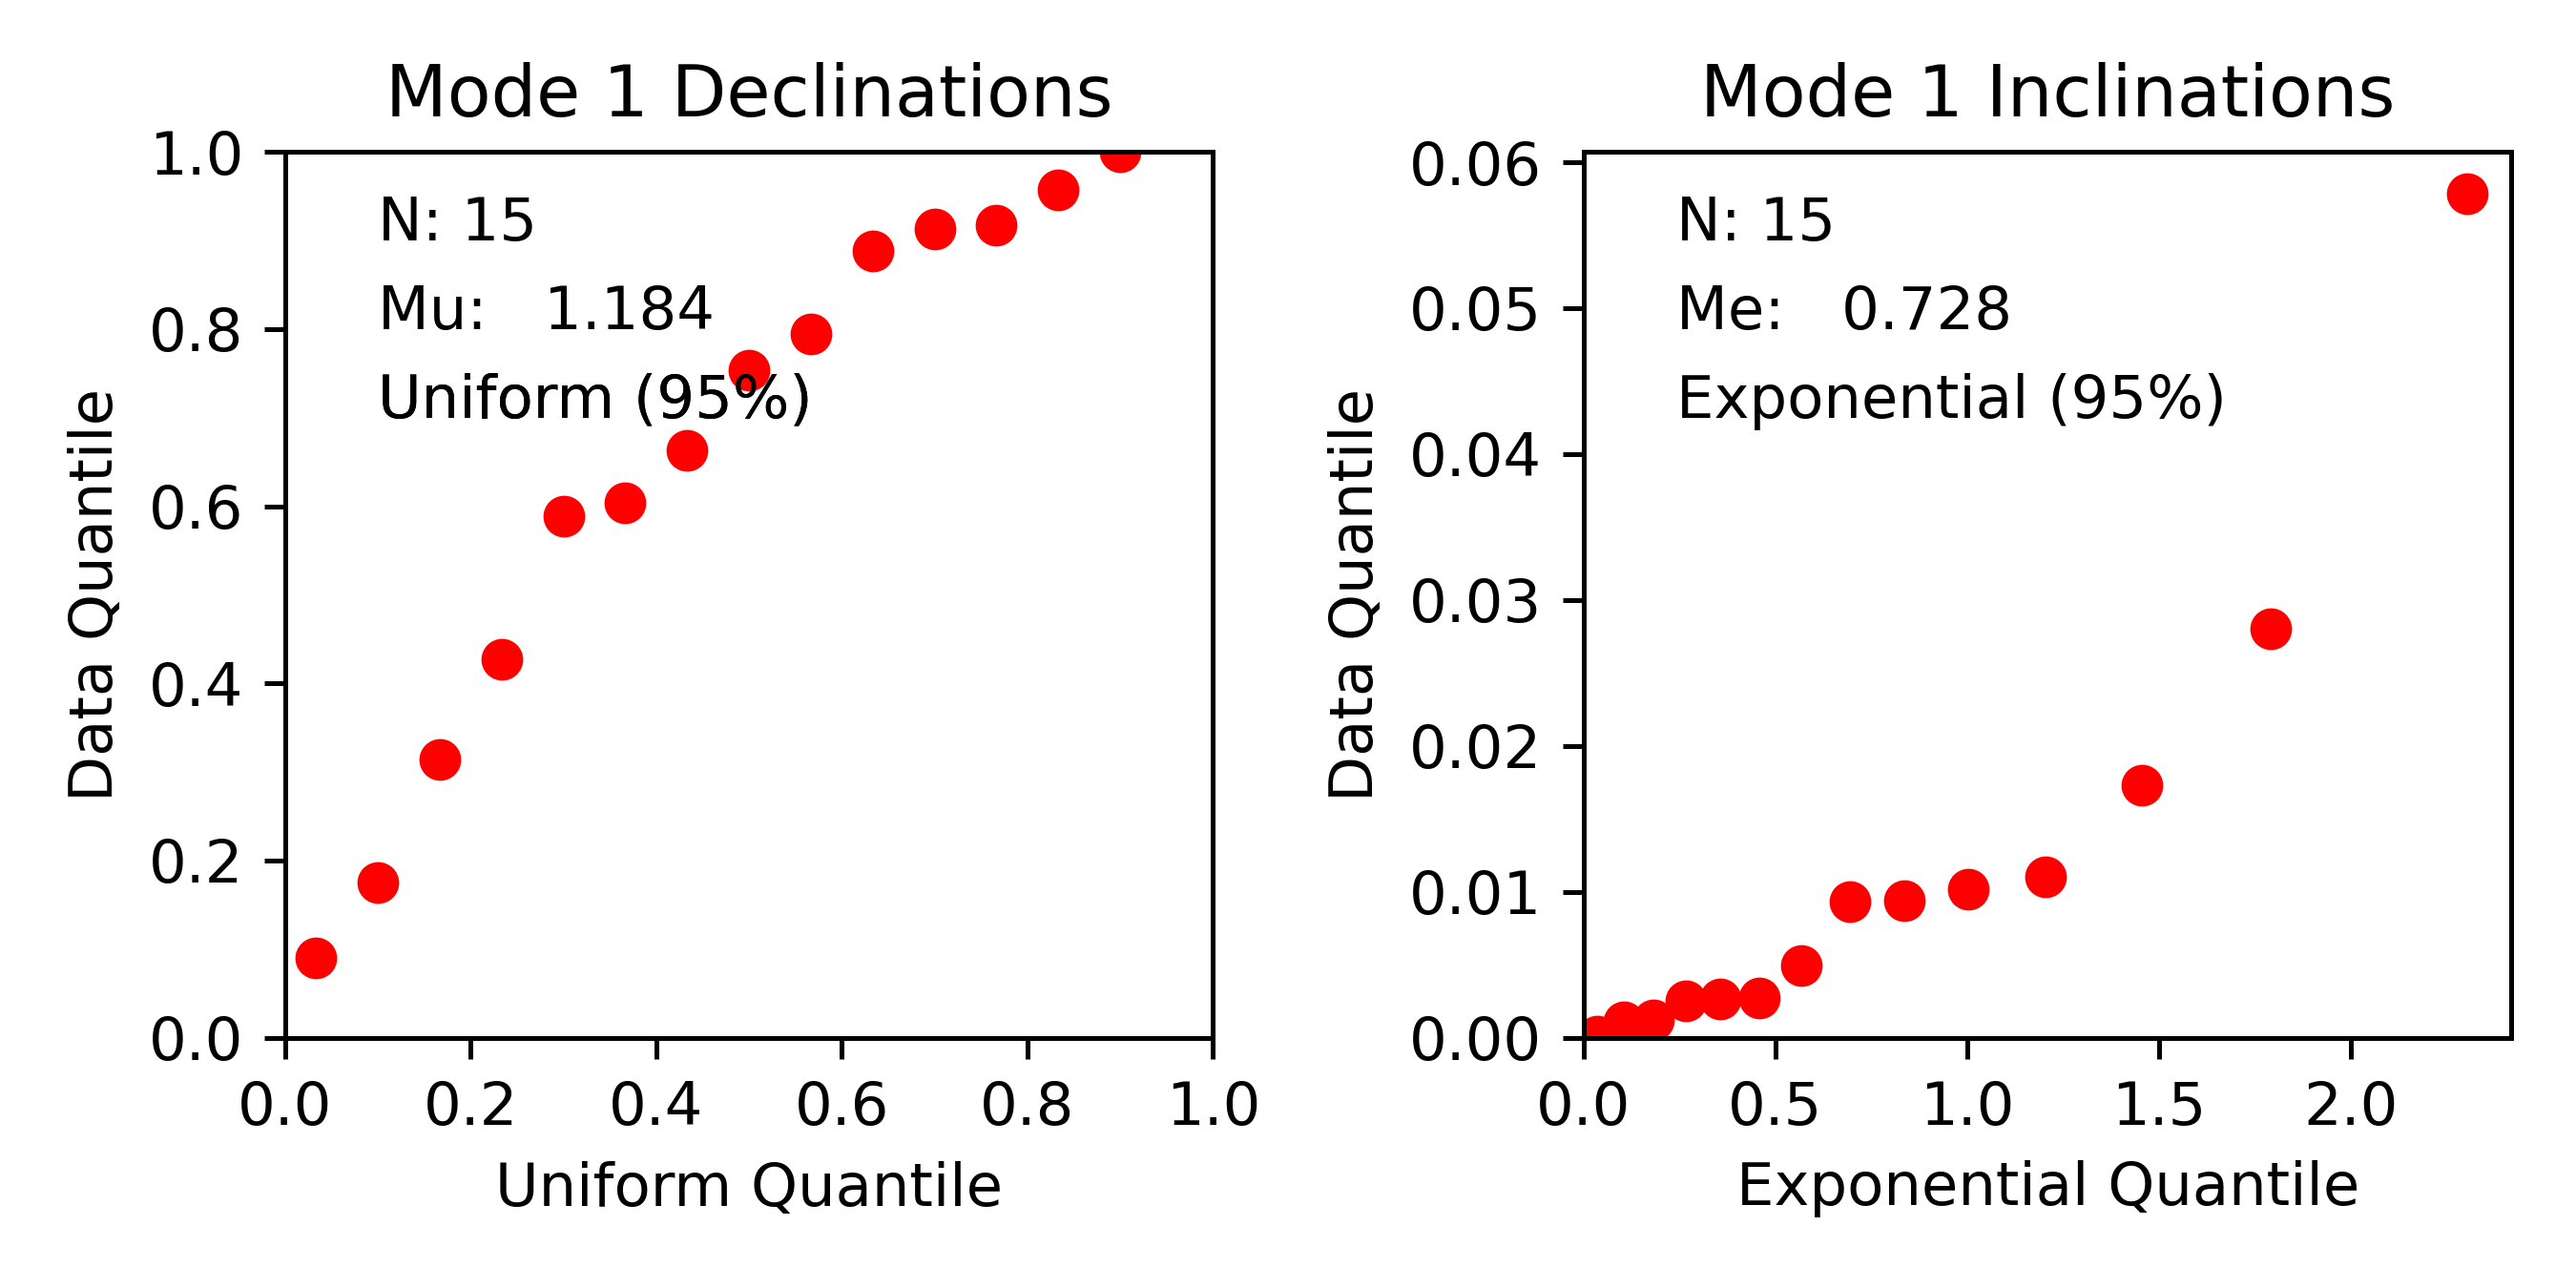 Mode 1 Declinations
1.0
0.8
0.6
0.4
0.2
0.0
Data Quantile
N: 15
Mu: 1.184
Uniform (95%)
0.0 0.2 0.4 0.6 0.8 1.0
Uniform Quantile
Mode 1 Inclinations
0.06
0.05
0.04
0.03
0.02
0.01
0.00
Data Quantile
N: 15
Me: 0.728
Exponential (95%)
0.0 0.5 1.0 1.5 2.0
Exponential Quantile